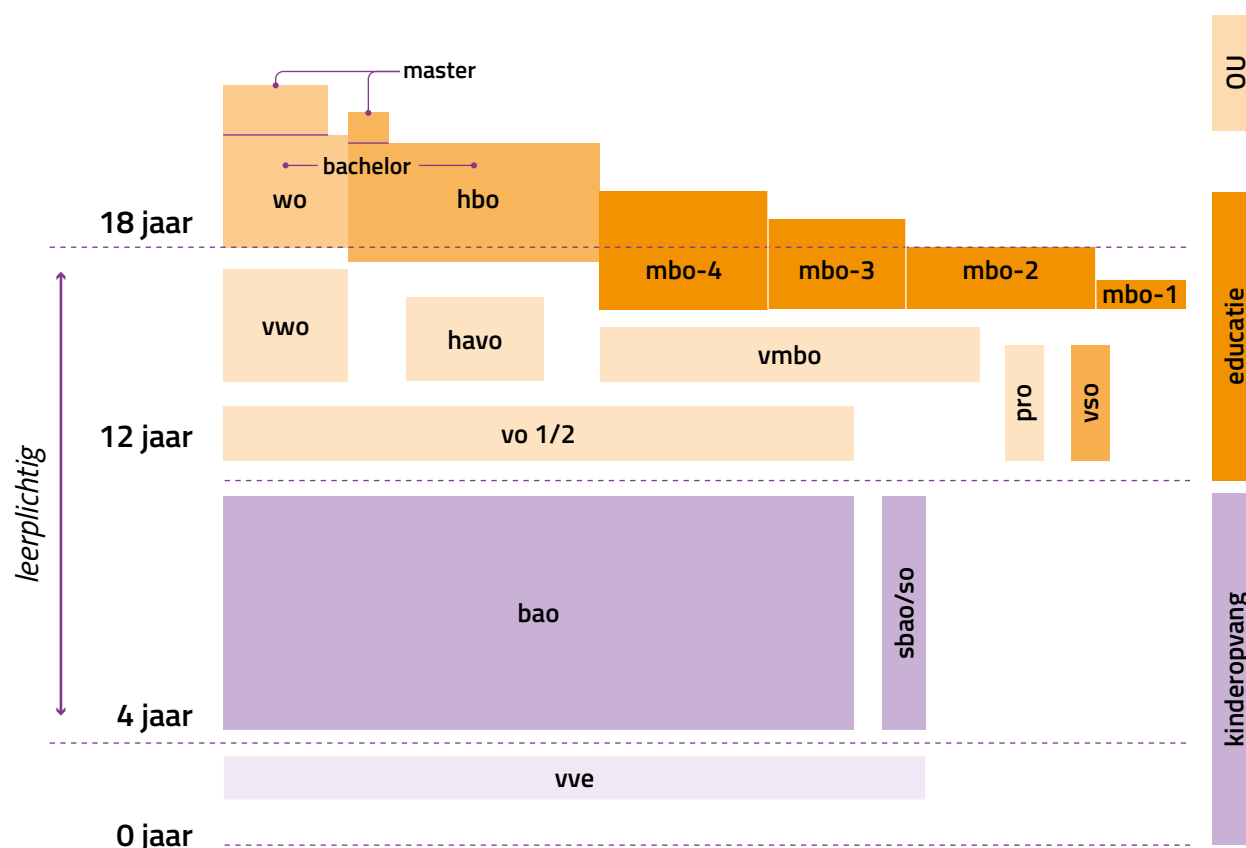 master
OU
bachelor
wo
hbo
18 jaar
mbo-4
mbo-3
mbo-2
mbo-1
vwo
havo
vmbo
educatie
pro
vso
12 jaar
vo 1/2
leerplichtig
bao
sbao/so
kinderopvang
4 jaar
vve
0 jaar